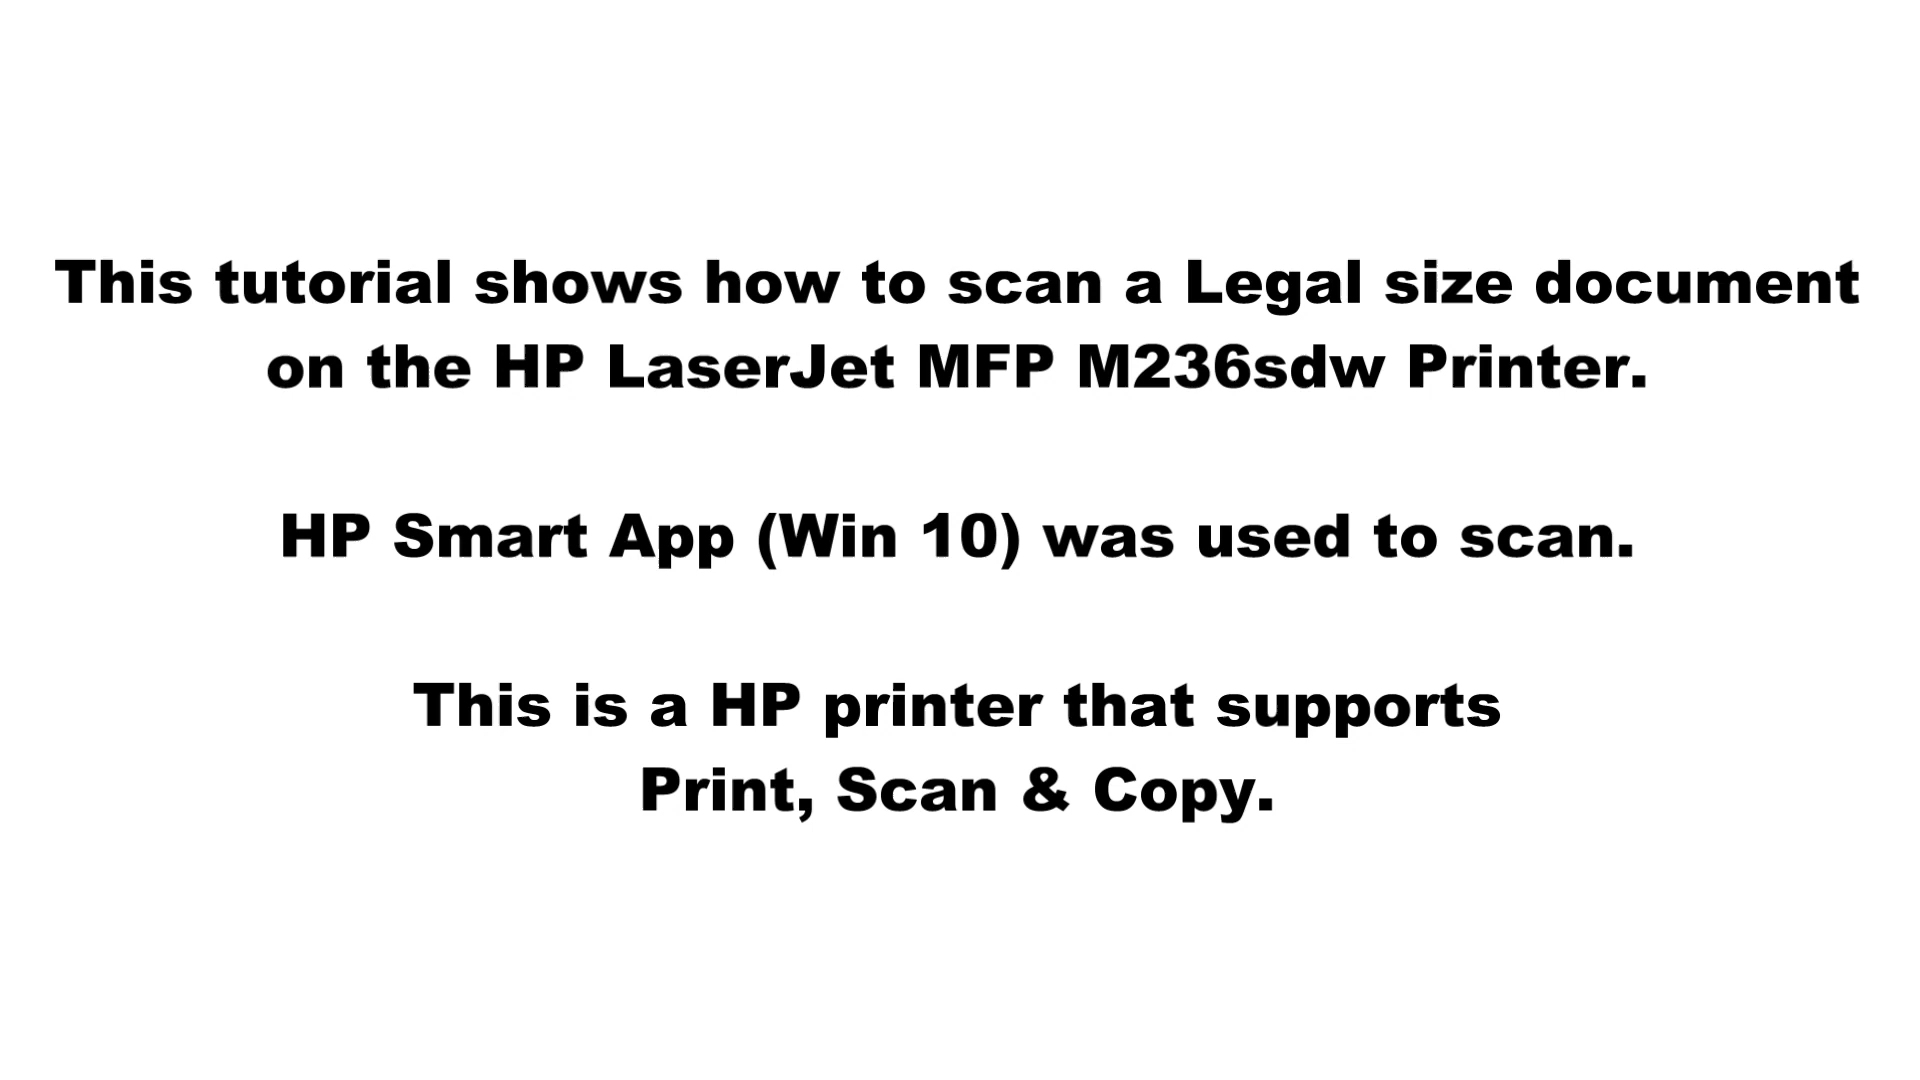 This tutorial shows how to scan a Legal size document
on the HP LaserJet MFP M236sdw Printer.
HP Smart App (Win 10) was used to scan.
This is a HP printer that supports
Print, Scan & Copy.